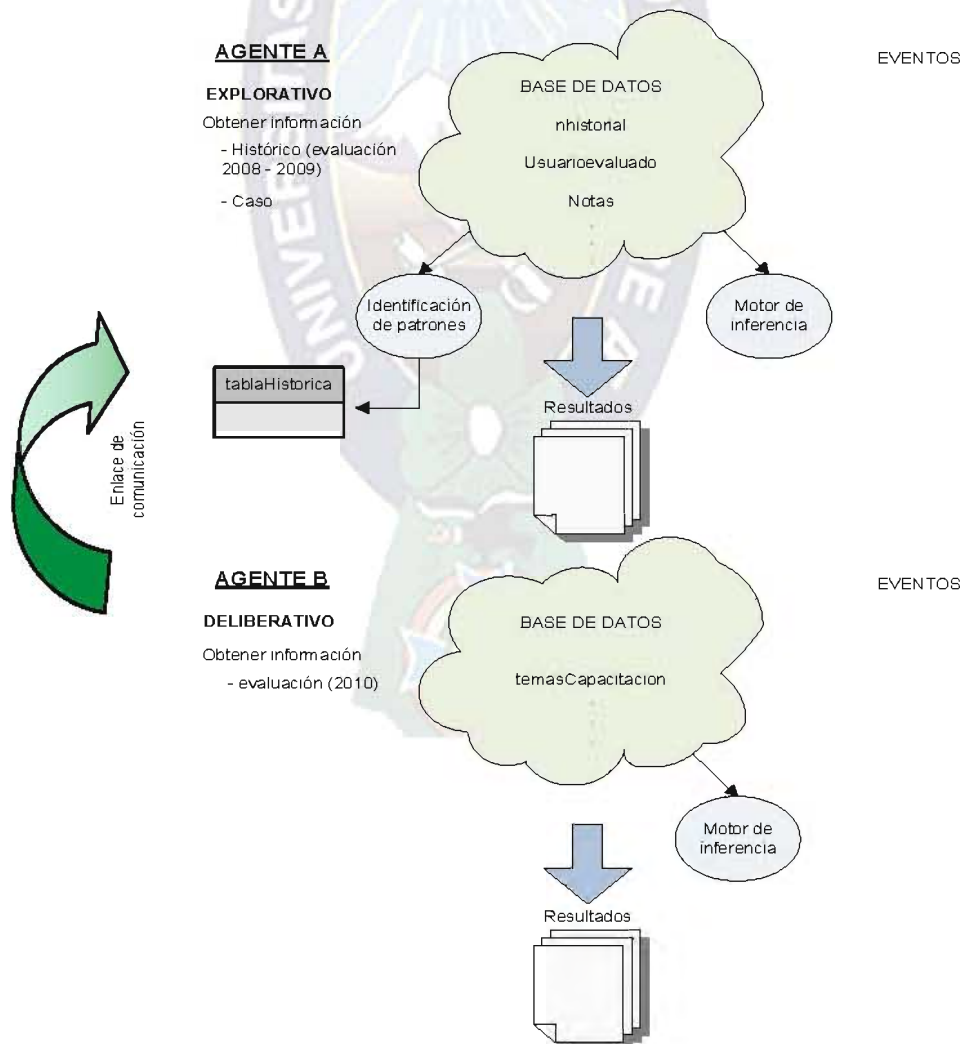 AGENTE A
EVENTOS
EXPLORATIVO
Obtener información
- Histórico (evaluación
2008 - 2009)
- Caso
BASE DE DATOS
nhistorial
Usuarioevaluado
Notas
Identificación
de patrones
Motor de
inferencia
tablaHistorica
Resultados
Enlace de
comunicación
AGENTE B
EVENTOS
DELIBERATIVO
Obtener información
- evaluación (2010)
BASE DE DATOS
temasCapacitacion
Motor de
inferencia
Resultados